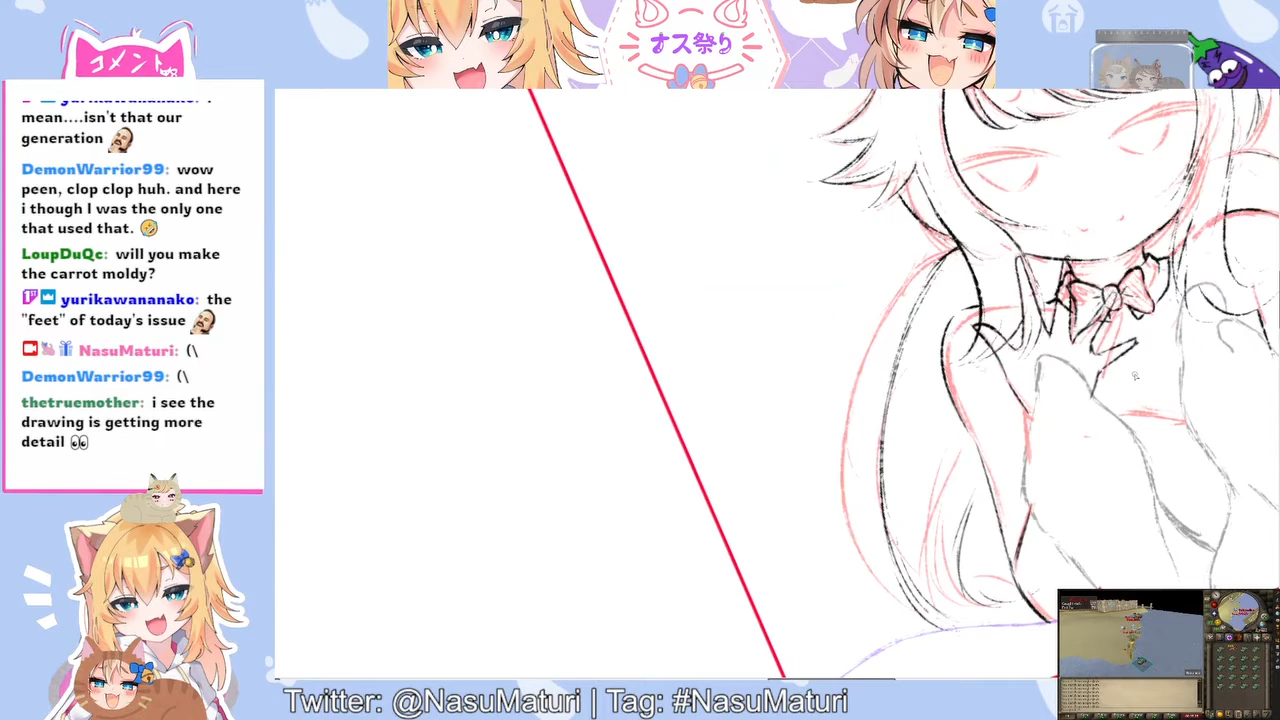 コメント
ナス祭り
yurikawananako: i
mean....isn't that our
generation
DemonWarrior99: wow
peen, clop clop huh. and here
i though I was the only one
that used that. 🤣
LoupDuQc: will you make
the carrot moldy?
yurikawananako: the
"feet" of today's issue
NasuMaturi: (\
DemonWarrior99: (\
thetruemother: i see the
drawing is getting more
detail 👀
Twitter: @NasuMaturi | Tag: #NasuMaturi